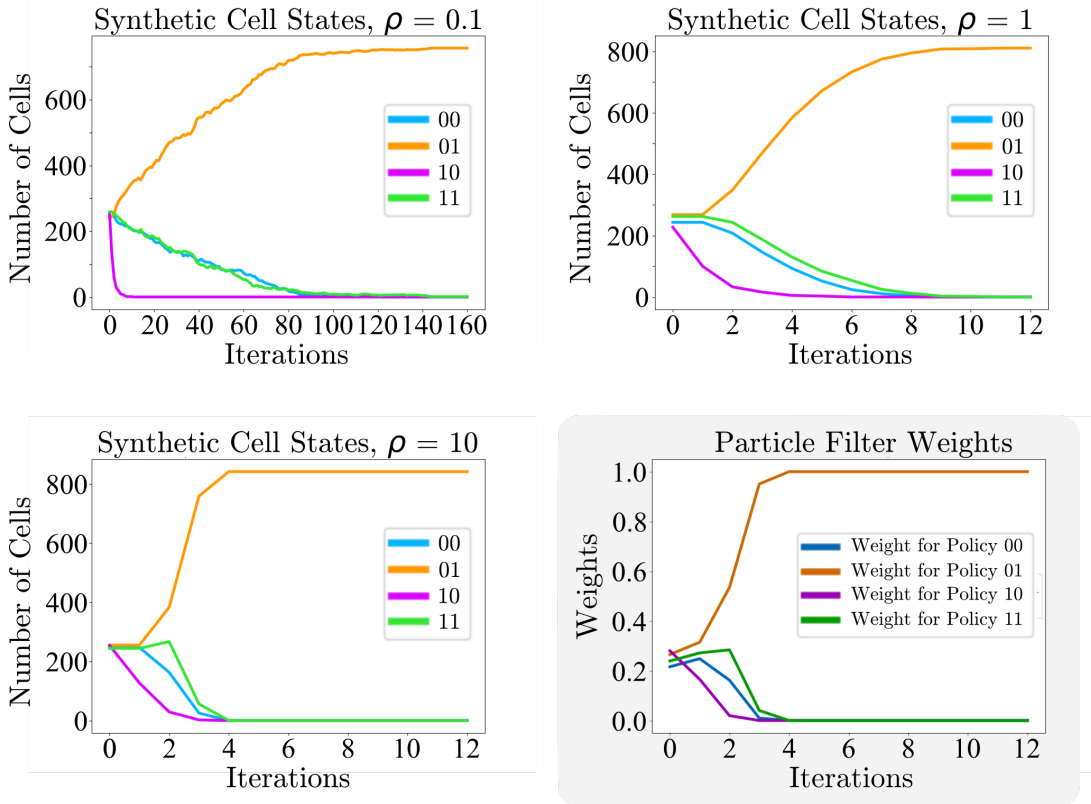 Synthetic Cell States, ρ = 0.1
Number of Cells
600
400
200
0
00
01
10
11
0 20 40 60 80 100 120 140 160
Iterations
Synthetic Cell States, ρ = 1
Number of Cells
800
600
400
200
0
00
01
10
11
0 2 4 6 8 10 12
Iterations
Synthetic Cell States, ρ = 10
Number of Cells
800
600
400
200
0
00
01
10
11
0 2 4 6 8 10 12
Iterations
Particle Filter Weights
Weights
1.0
0.8
0.6
0.4
0.2
0.0
Weight for Policy 00
Weight for Policy 01
Weight for Policy 10
Weight for Policy 11
0 2 4 6 8 10 12
Iterations